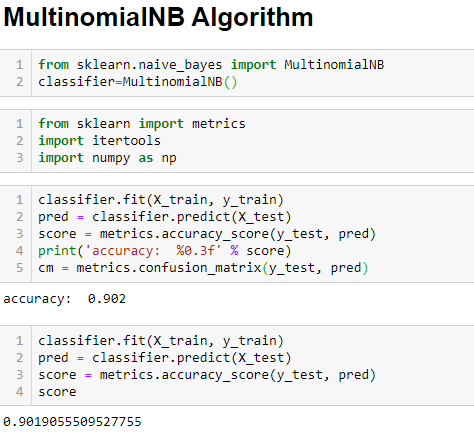 MultinomialNB Algorithm
1 from sklearn.naive_bayes import MultinomialNB
2 classifier=MultinomialNB()
1 from sklearn import metrics
2 import itertools
3 import numpy as np
1 classifier.fit(X_train, y_train)
2 pred = classifier.predict(X_test)
3 score = metrics.accuracy_score(y_test, pred)
4 print('accuracy:  %0.3f' % score)
5 cm = metrics.confusion_matrix(y_test, pred)
accuracy:  0.902
1 classifier.fit(X_train, y_train)
2 pred = classifier.predict(X_test)
3 score = metrics.accuracy_score(y_test, pred)
4 score
0.9019055509527755